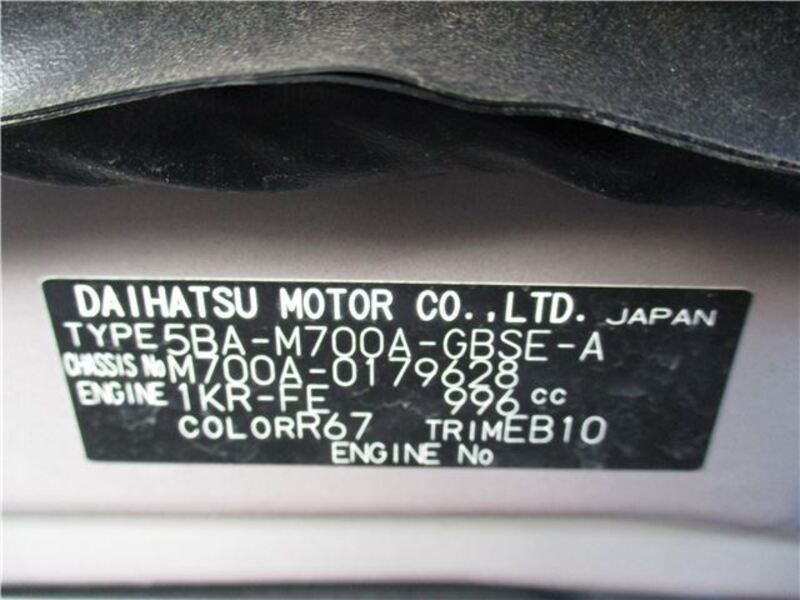 DAIHATSU MOTOR CO.,LTD. JAPAN
TYPE 5BA-M700A-GBSE-A
CHASSIS No M700A-0179628
ENGINE 1KR-FE 996 cc
COLOR R67 TRIM EB10
ENGINE No